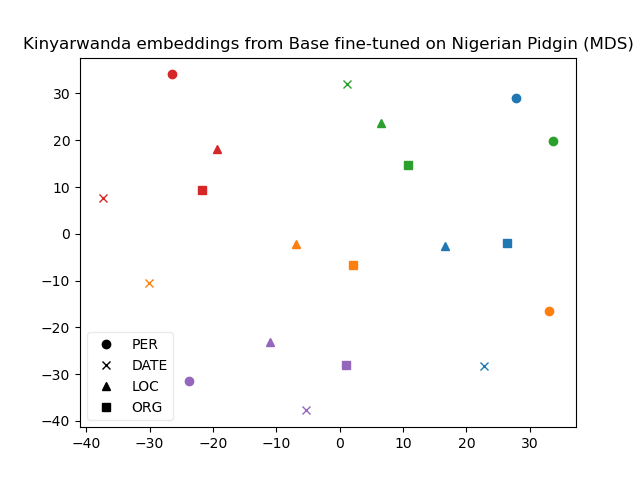 Kinyarwanda embeddings from Base fine-tuned on Nigerian Pidgin (MDS)
30
20
10
0
−10
−20
−30
−40
PER
DATE
LOC
ORG
−40 −30 −20 −10 0 10 20 30